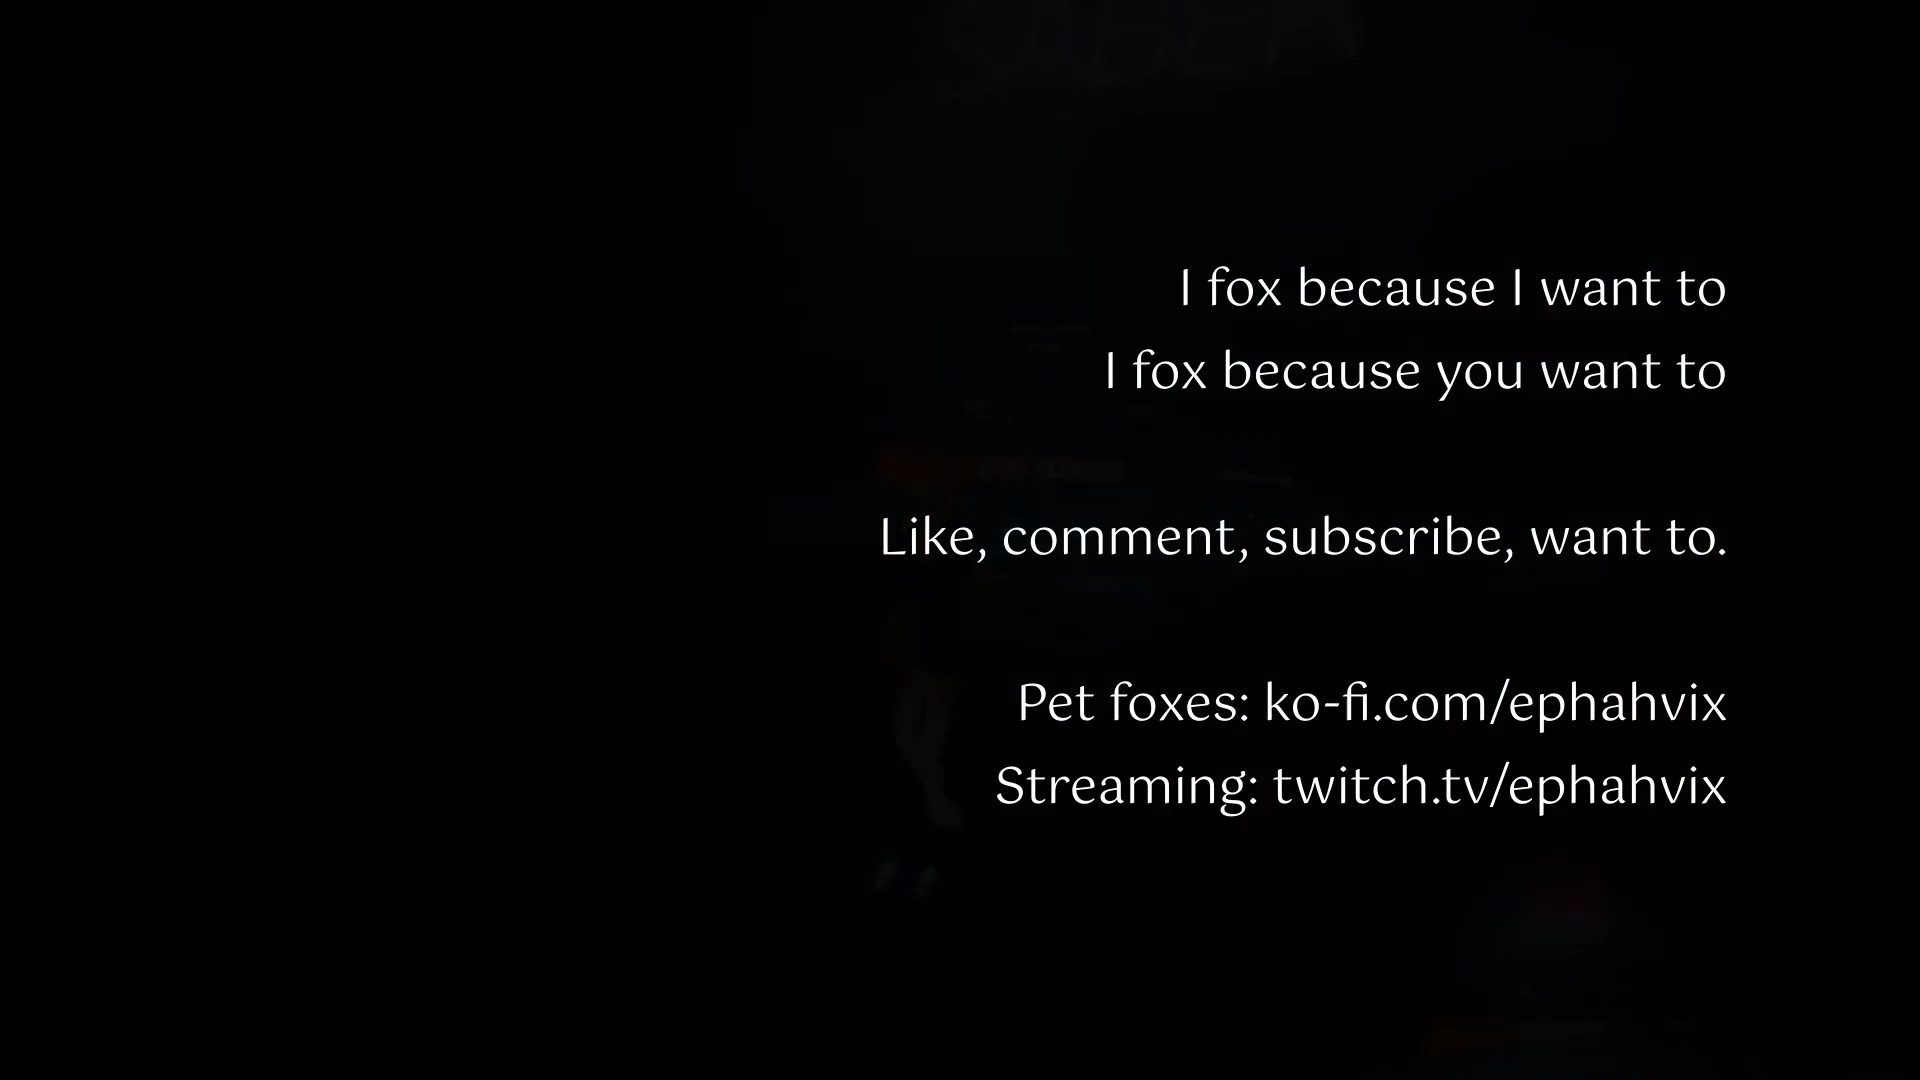 I fox because I want to
I fox because you want to
Like, comment, subscribe, want to.
Pet foxes: ko-fi.com/ephahvix
Streaming: twitch.tv/ephahvix